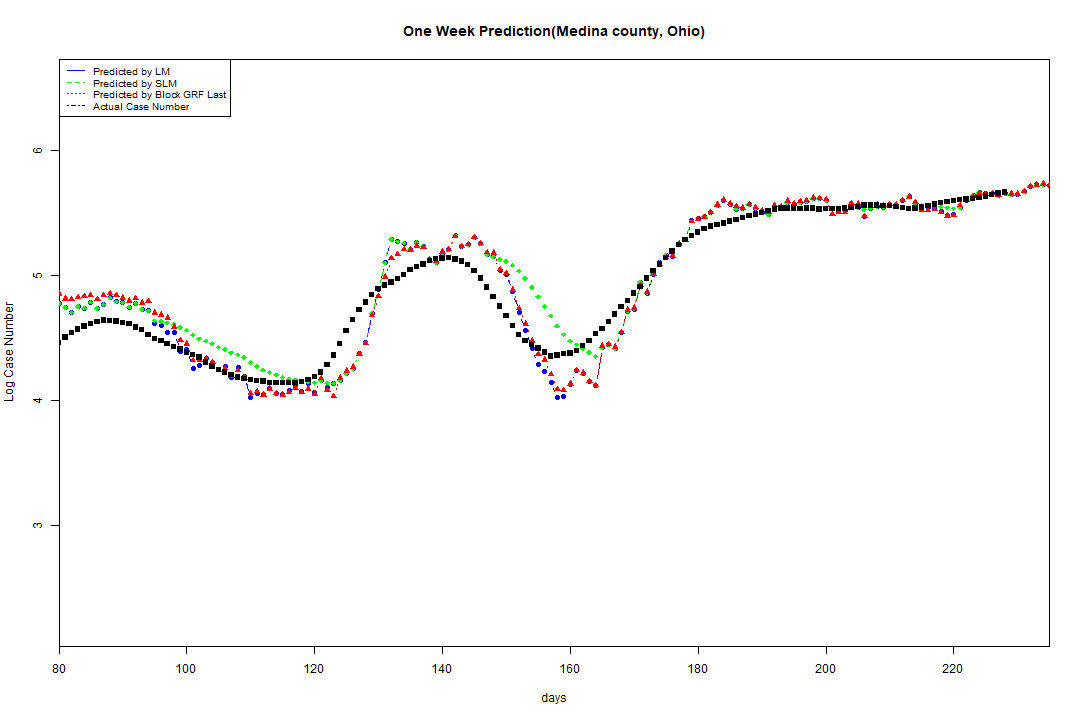 One Week Prediction(Medina county, Ohio)
Predicted by LM
Predicted by SLM
Predicted by Block GRF Last
Actual Case Number
Log Case Number
6
5
4
3
80 100 120 140 160 180 200 220
days